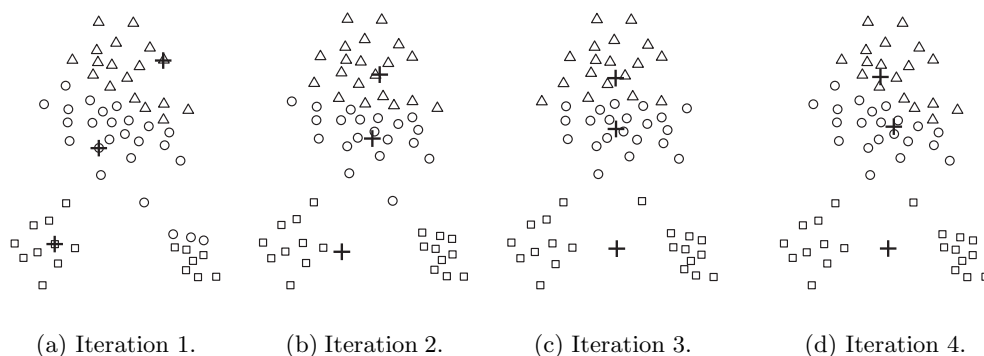 (a) Iteration 1.
(b) Iteration 2.
(c) Iteration 3.
(d) Iteration 4.